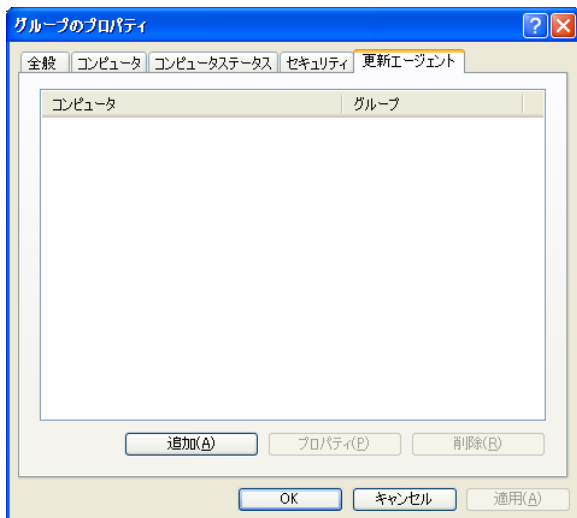 グループのプロパティ
全般 コンピュータ コンピュータステータス セキュリティ 更新エージェント
コンピュータ グループ
追加(A) プロパティ(P) 削除(R)
OK キャンセル 適用(A)